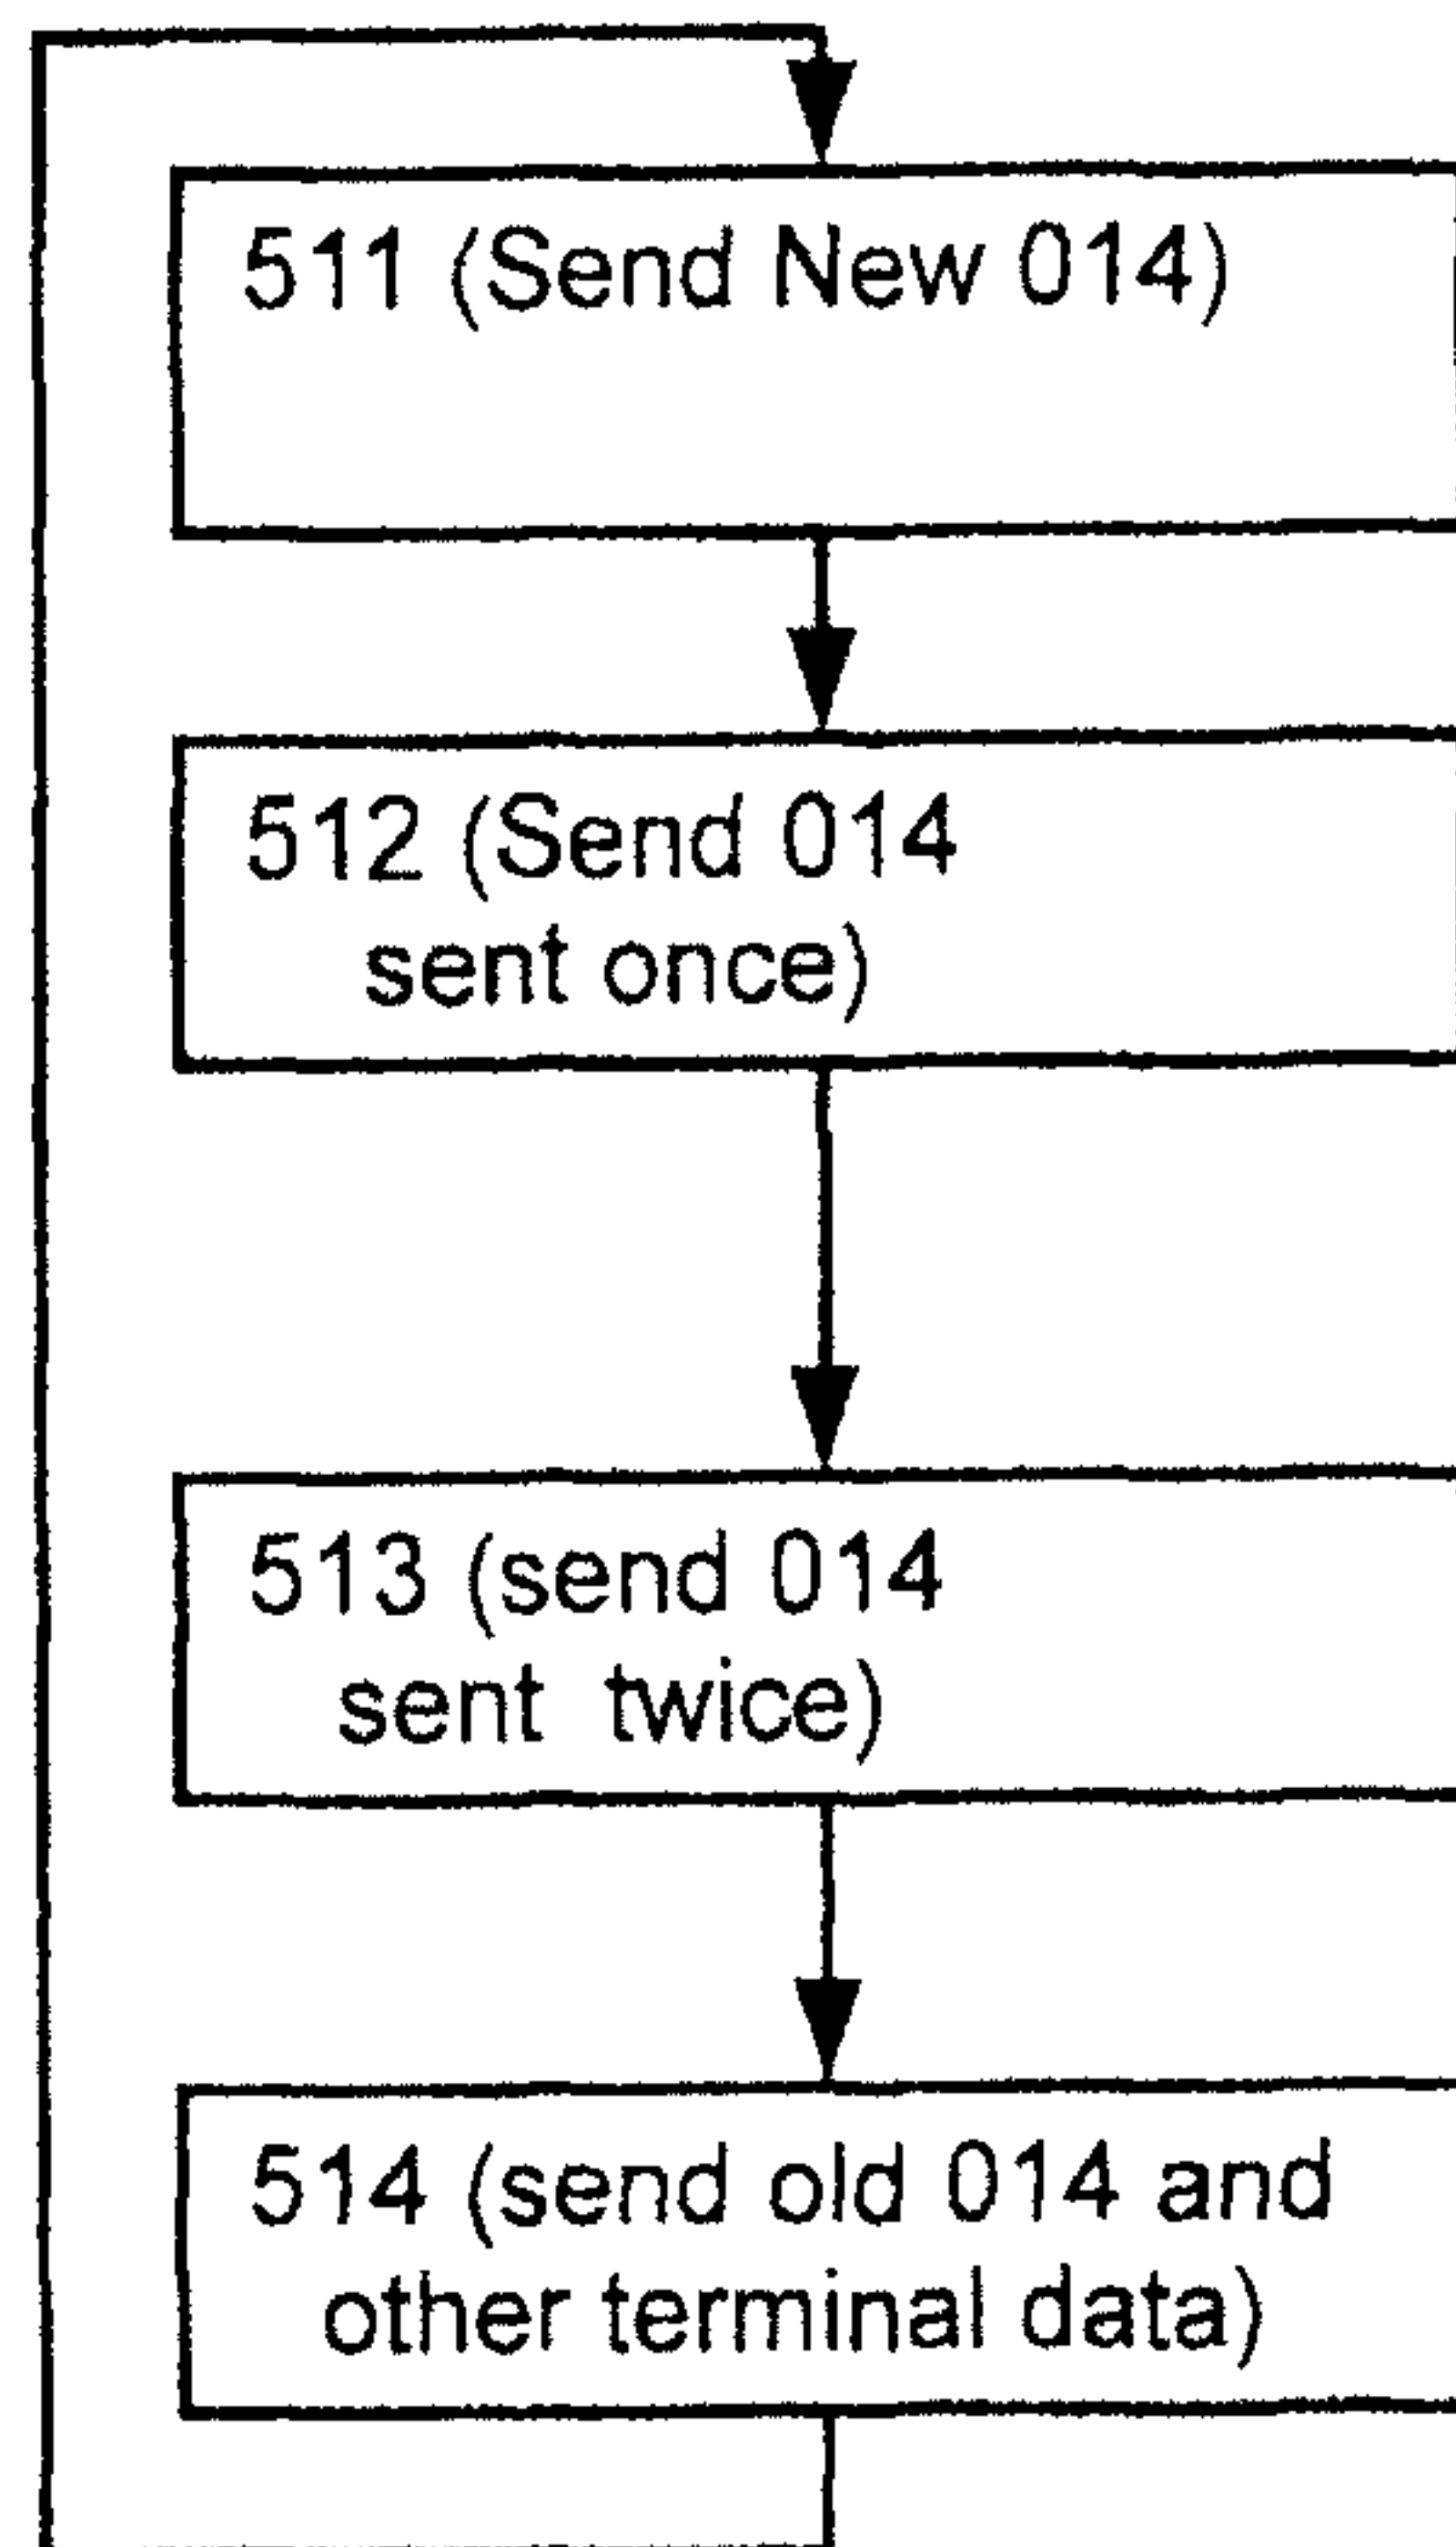 511 (Send New 014)
512 (Send 014
sent once)
513 (send 014
sent twice)
514 (send old 014 and
other terminal data)